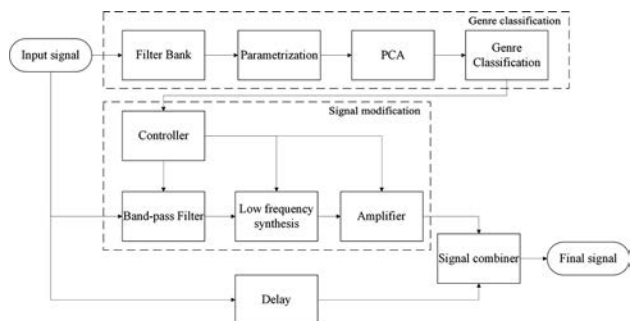 Genre classification
Input signal
Filter Bank
Parametrization
PCA
Genre
Classification
Signal modification
Controller
Band-pass Filter
Low frequency
synthesis
Amplifier
Signal combiner
Final signal
Delay